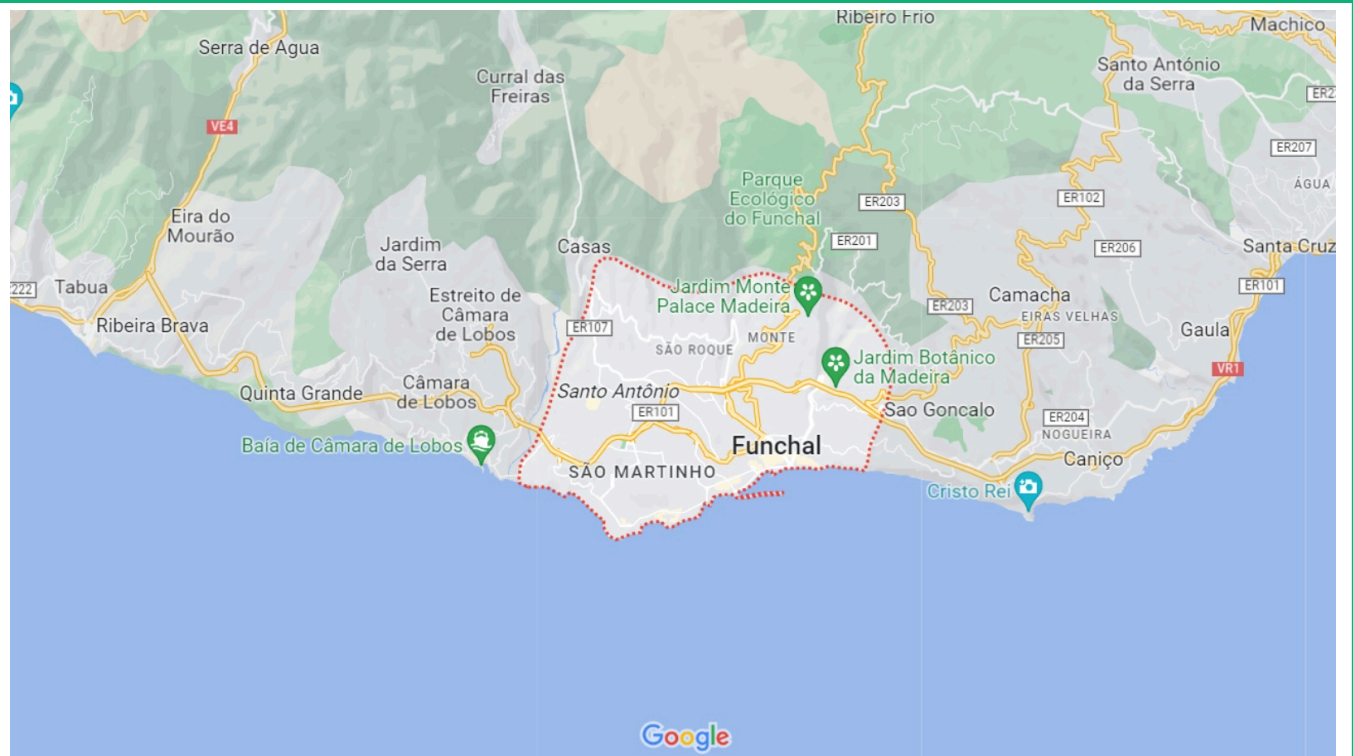 Ribeiro Frio
Machico
Serra de Agua
Santo António
da Serra
Curral das
Freiras
VE4
ER207
ÁGUA
Parque
Ecológico
do Funchal
ER203
ER102
Eira do
Mourão
Jardim
da Serra
Casas
ER201
ER206
Santa Cruz
222
Tabua
Estreito de
Câmara
de Lobos
Jardim Monte
Palace Madeira
Camacha
ER101
Ribeira Brava
ER107
ER203
EIRAS VELHAS
Gaula
SÃO ROQUE
MONTE
ER205
Jardim Botânico
da Madeira
VR1
Quinta Grande
Câmara
de Lobos
Santo Antônio
ER101
Sao Goncalo
ER204
NOGUEIRA
Baía de Câmara de Lobos
Funchal
Caniço
SÃO MARTINHO
Cristo Rei
Google